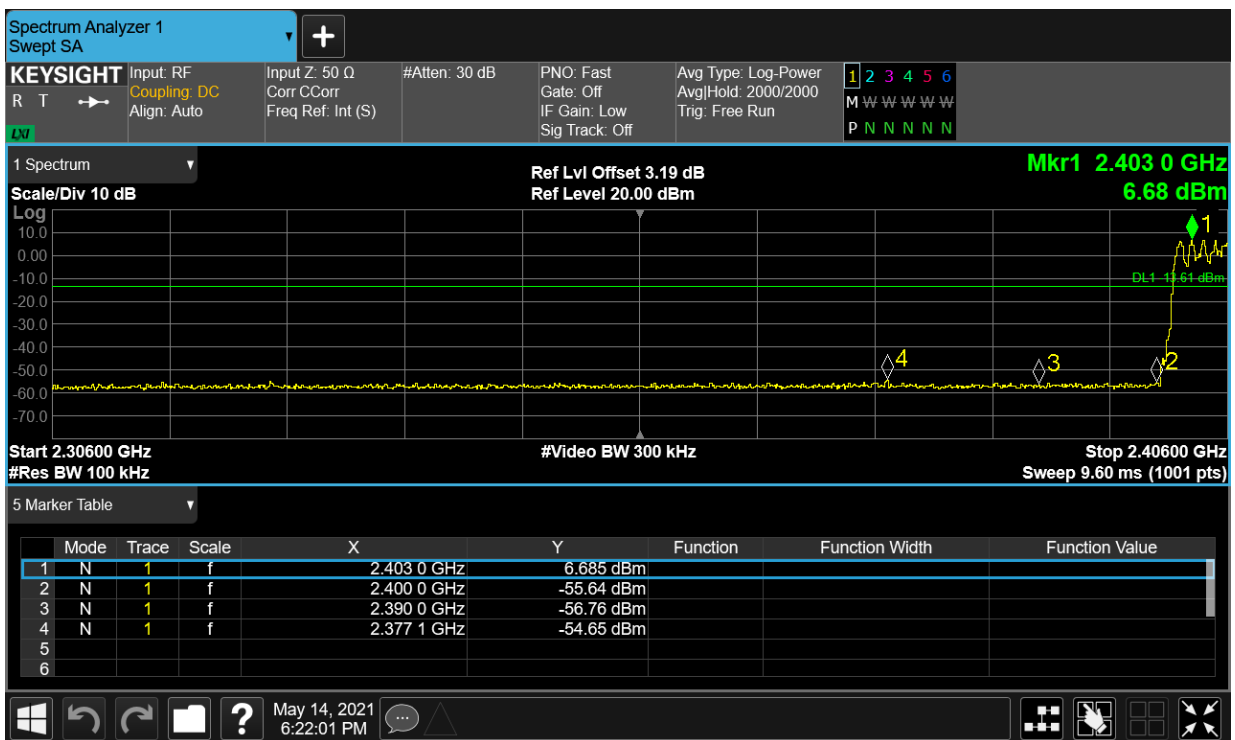 Spectrum Analyzer 1
Swept SA
+
KEYSIGHT
R T
LXI
Input: RF
Coupling: DC
Align: Auto
Input Z: 50 Ω
Corr CCorr
Freq Ref: Int (S)
#Atten: 30 dB
PNO: Fast
Gate: Off
IF Gain: Low
Sig Track: Off
Avg Type: Log-Power
Avg|Hold: 2000/2000
Trig: Free Run
1 2 3 4 5 6
M W W W W W
P N N N N N
1 Spectrum
Scale/Div 10 dB
Ref Lvl Offset 3.19 dB
Ref Level 20.00 dBm
Mkr1 2.403 0 GHz
6.68 dBm
Log
10.0
0.00
-10.0
-20.0
-30.0
-40.0
-50.0
-60.0
-70.0
1
DL1 -13.61 dBm
4
3
2
Start 2.30600 GHz
#Video BW 300 kHz
Stop 2.40600 GHz
#Res BW 100 kHz
Sweep 9.60 ms (1001 pts)
5 Marker Table
Mode Trace Scale X Y Function Function Width Function Value
1 N 1 f 2.403 0 GHz 6.685 dBm
2 N 1 f 2.400 0 GHz -55.64 dBm
3 N 1 f 2.390 0 GHz -56.76 dBm
4 N 1 f 2.377 1 GHz -54.65 dBm
5
6
?
May 14, 2021
6:22:01 PM